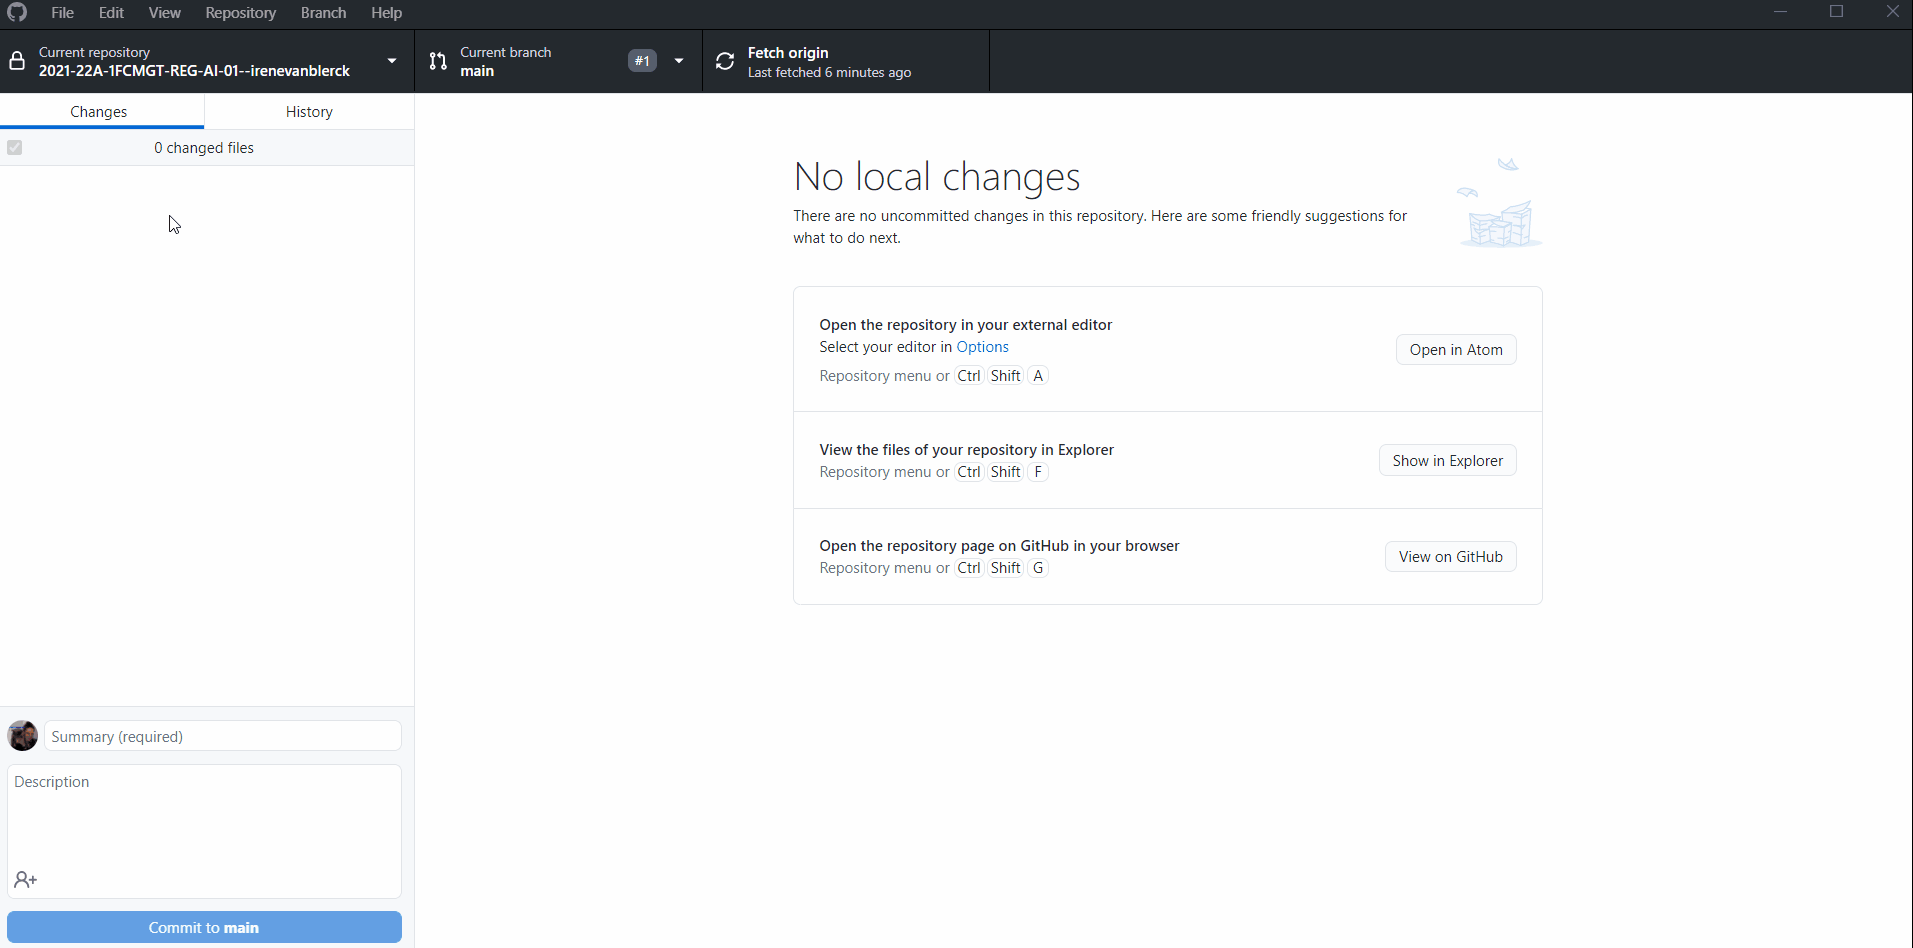 File Edit View Repository Branch Help
Current repository
2021-22A-1FCMGT-REG-AI-01--irenevanblerck
Current branch
main
#1
Fetch origin
Last fetched 6 minutes ago
Changes
History
0 changed files
No local changes
There are no uncommitted changes in this repository. Here are some friendly suggestions for
what to do next.
Open the repository in your external editor
Select your editor in Options
Repository menu or Ctrl Shift A
Open in Atom
View the files of your repository in Explorer
Repository menu or Ctrl Shift F
Show in Explorer
Open the repository page on GitHub in your browser
Repository menu or Ctrl Shift G
View on GitHub
Summary (required)
Description
Commit to main